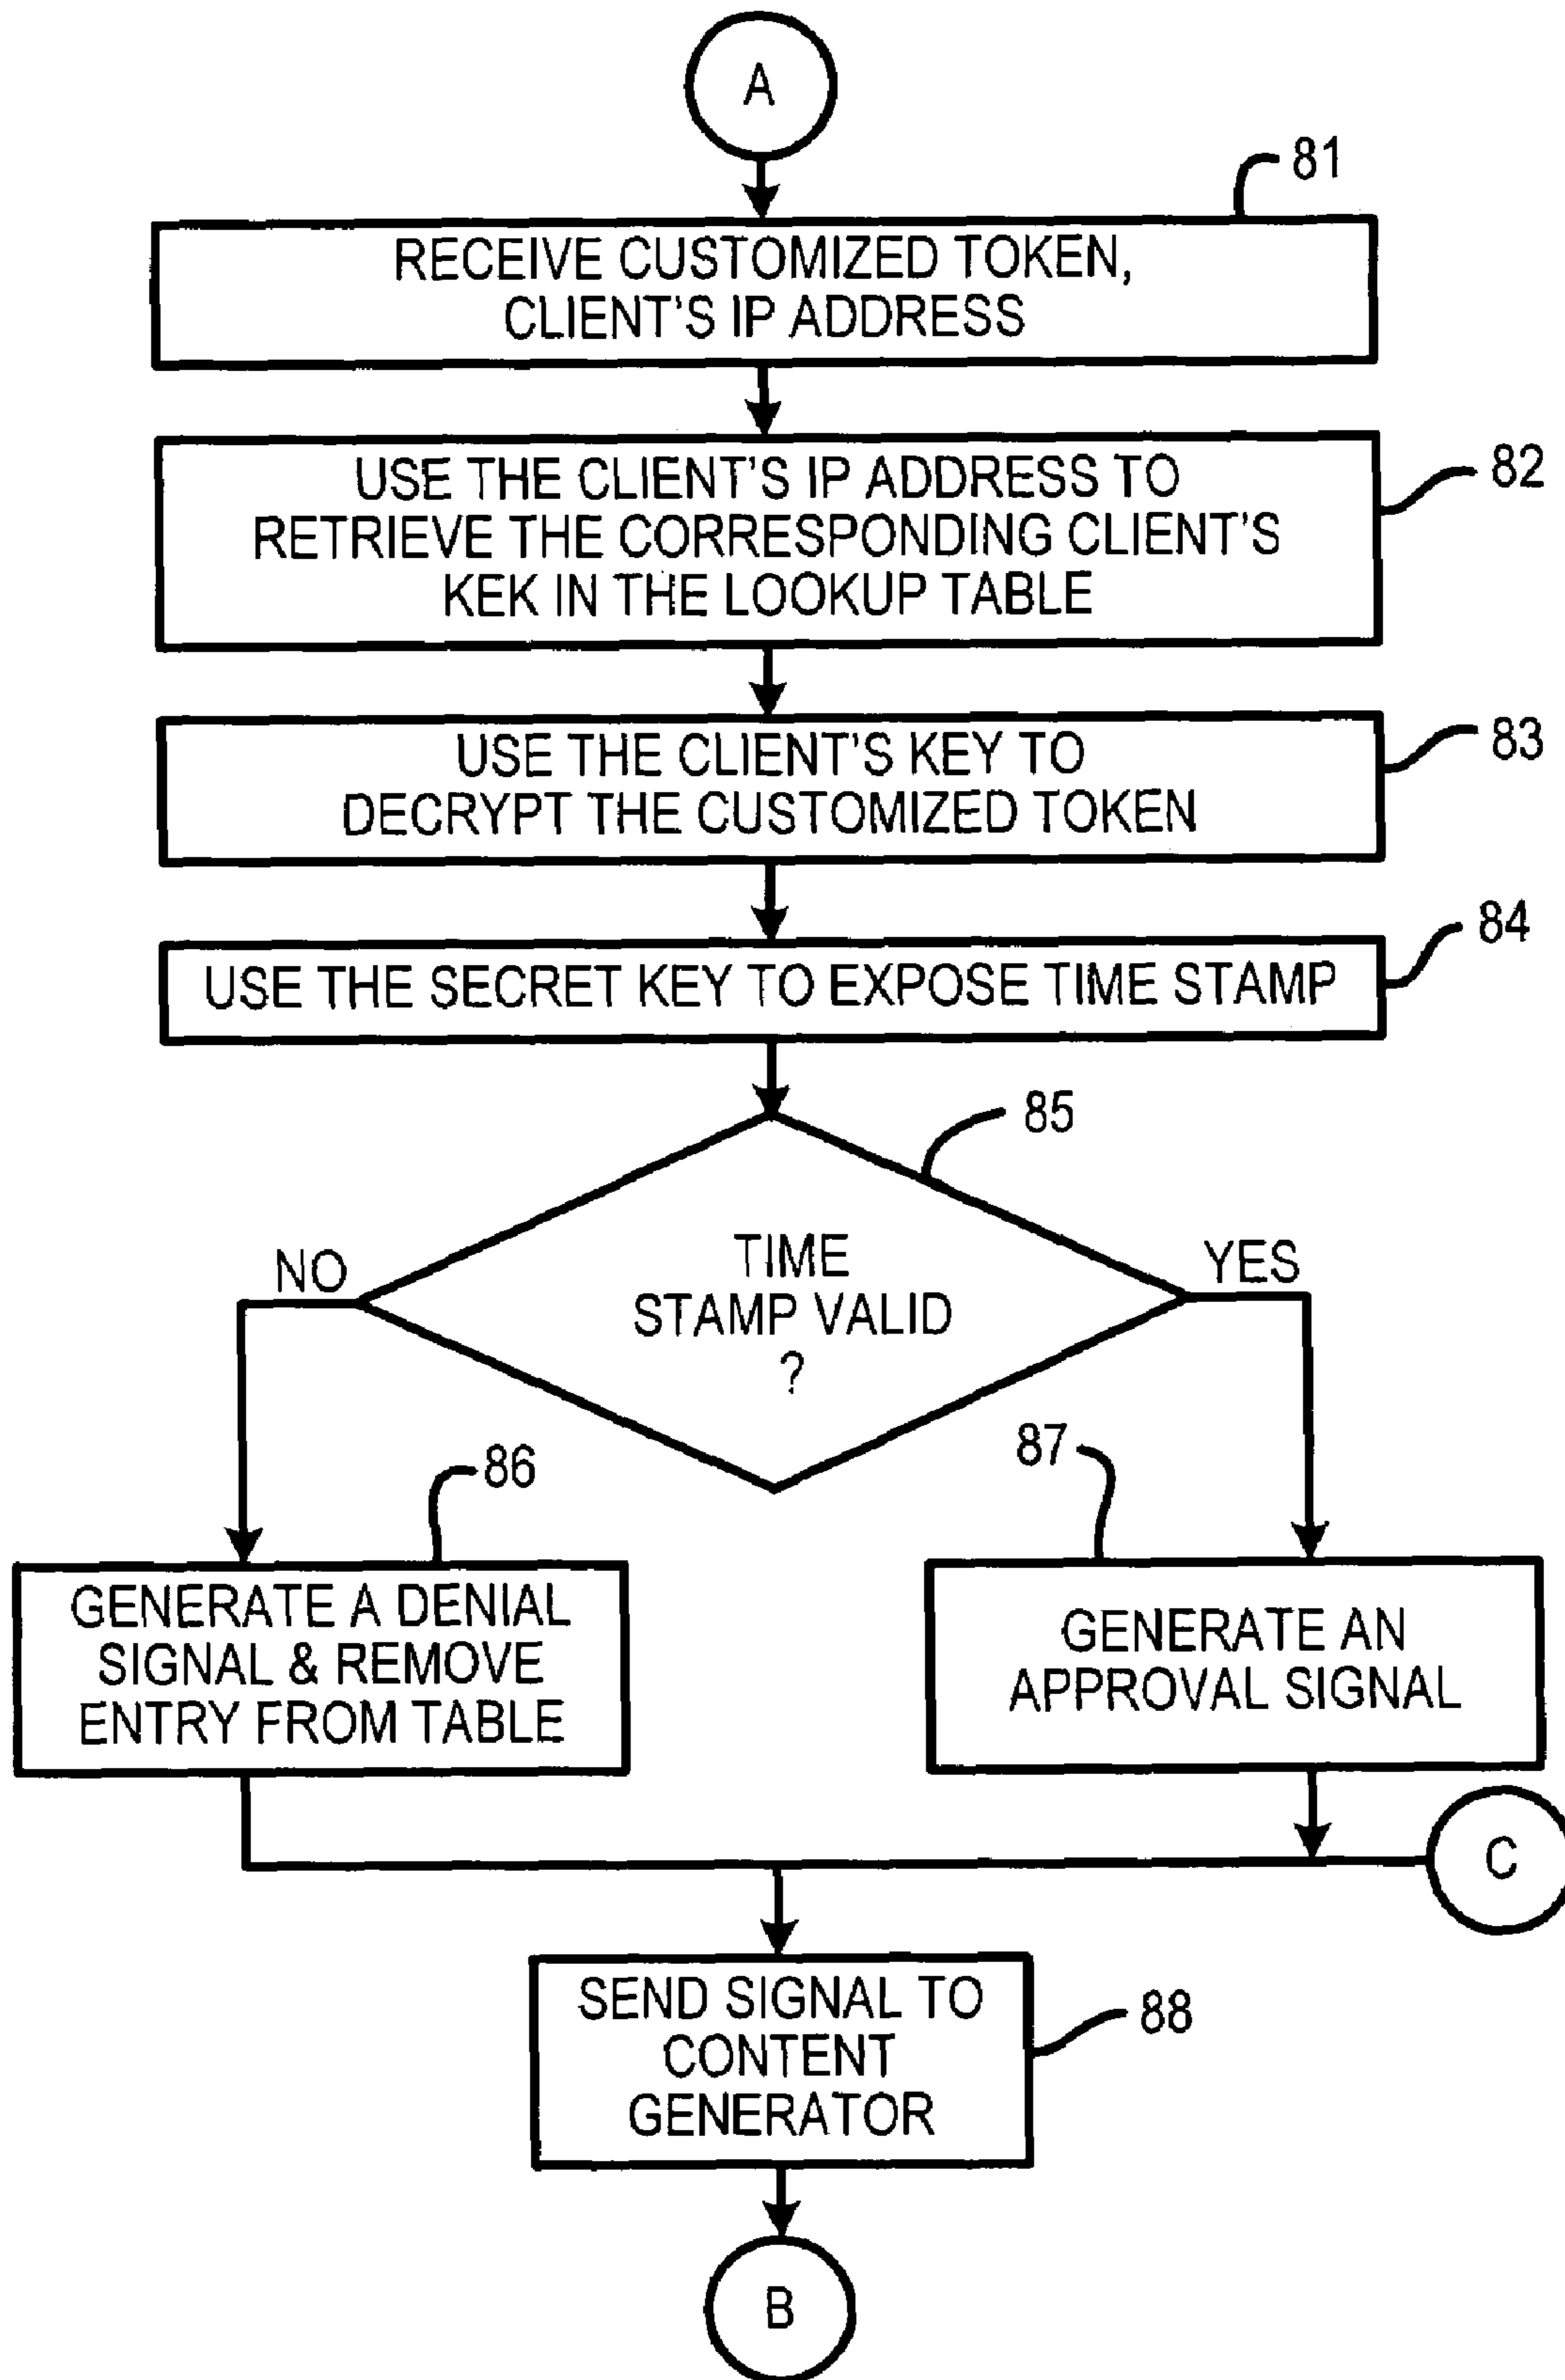 A
81
RECEIVE CUSTOMIZED TOKEN,
CLIENT'S IP ADDRESS
82
USE THE CLIENT'S IP ADDRESS TO
RETRIEVE THE CORRESPONDING CLIENT'S
KEK IN THE LOOKUP TABLE
83
USE THE CLIENT'S KEY TO
DECRYPT THE CUSTOMIZED TOKEN
84
USE THE SECRET KEY TO EXPOSE TIME STAMP
85
TIME
STAMP VALID
?
NO
YES
86
GENERATE A DENIAL
SIGNAL & REMOVE
ENTRY FROM TABLE
87
GENERATE AN
APPROVAL SIGNAL
C
SEND SIGNAL TO
CONTENT
GENERATOR
88
B